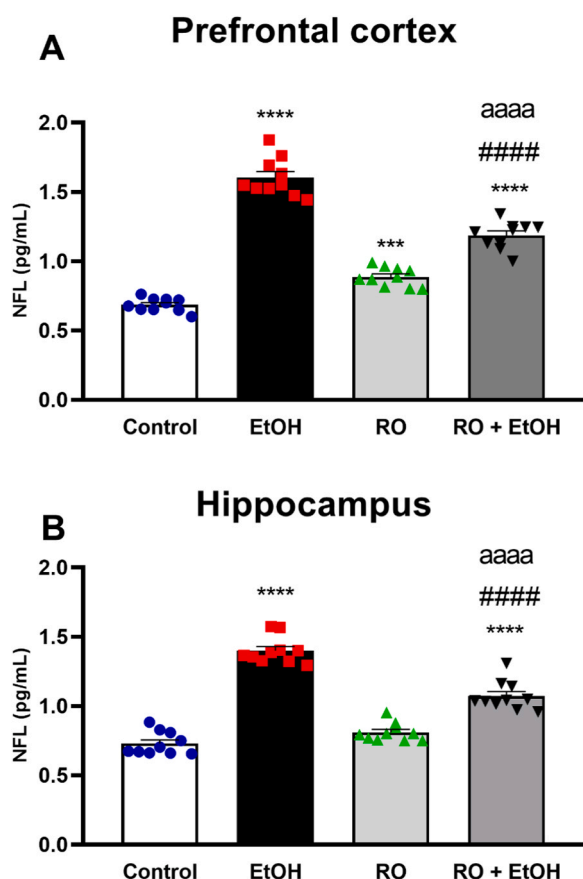 Prefrontal cortex
A
aaaa
####
****
****
***
2.0
1.5
1.0
0.5
0.0
NFL (pg/mL)
Control EtOH RO RO + EtOH
Hippocampus
B
aaaa
####
****
****
2.0
1.5
1.0
0.5
0.0
NFL (pg/mL)
Control EtOH RO RO + EtOH